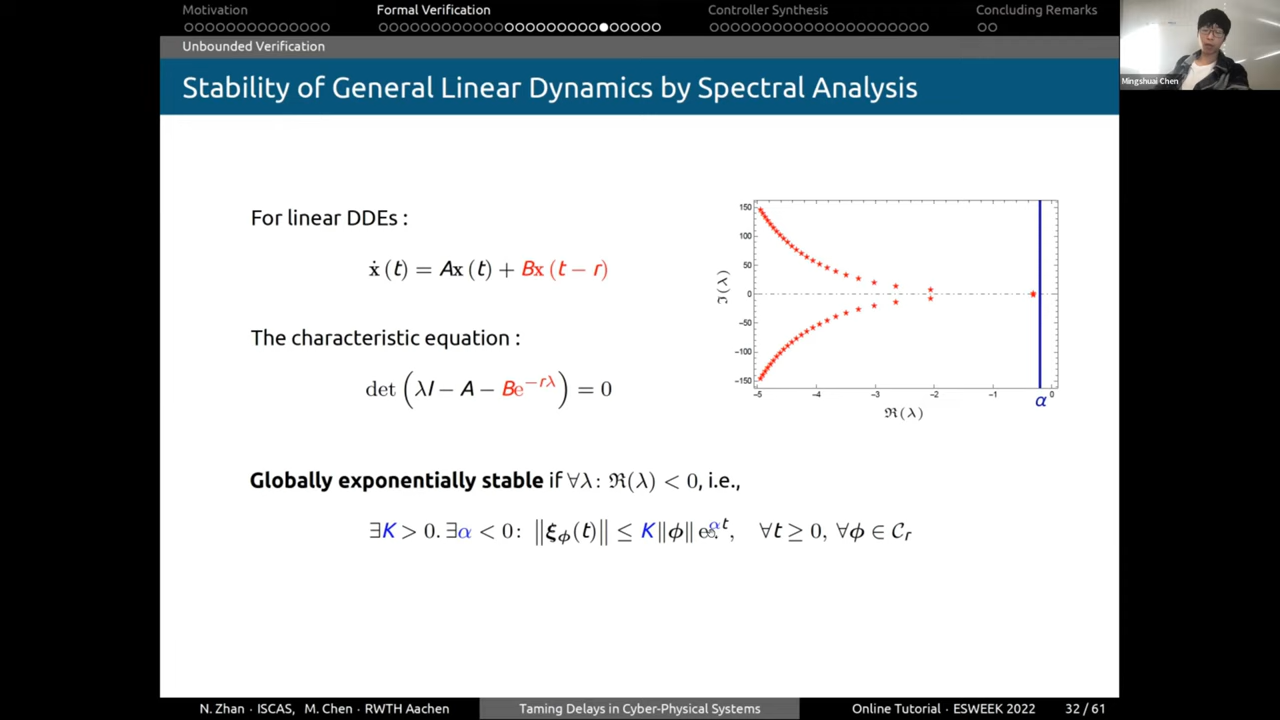 Motivation Formal Verification Controller Synthesis Concluding Remarks
Unbounded Verification
Stability of General Linear Dynamics by Spectral Analysis
Mingshuai Chen
For linear DDEs :
ẋ (t) = Ax (t) + Bx (t − r)
The characteristic equation :
det (λI − A − Be^{−rλ}) = 0
150
100
50
0
−50
−100
−150
ℑ(λ)
−5 −4 −3 −2 −1 0
α
ℜ(λ)
Globally exponentially stable if ∀λ: ℜ(λ) < 0, i.e.,
∃K > 0. ∃α < 0: ‖ξ_ϕ(t)‖ ≤ K‖ϕ‖ e^{αt}, ∀t ≥ 0, ∀ϕ ∈ 𝒞_r
N. Zhan · ISCAS, M. Chen · RWTH Aachen Taming Delays in Cyber-Physical Systems Online Tutorial · ESWEEK 2022 32 / 61